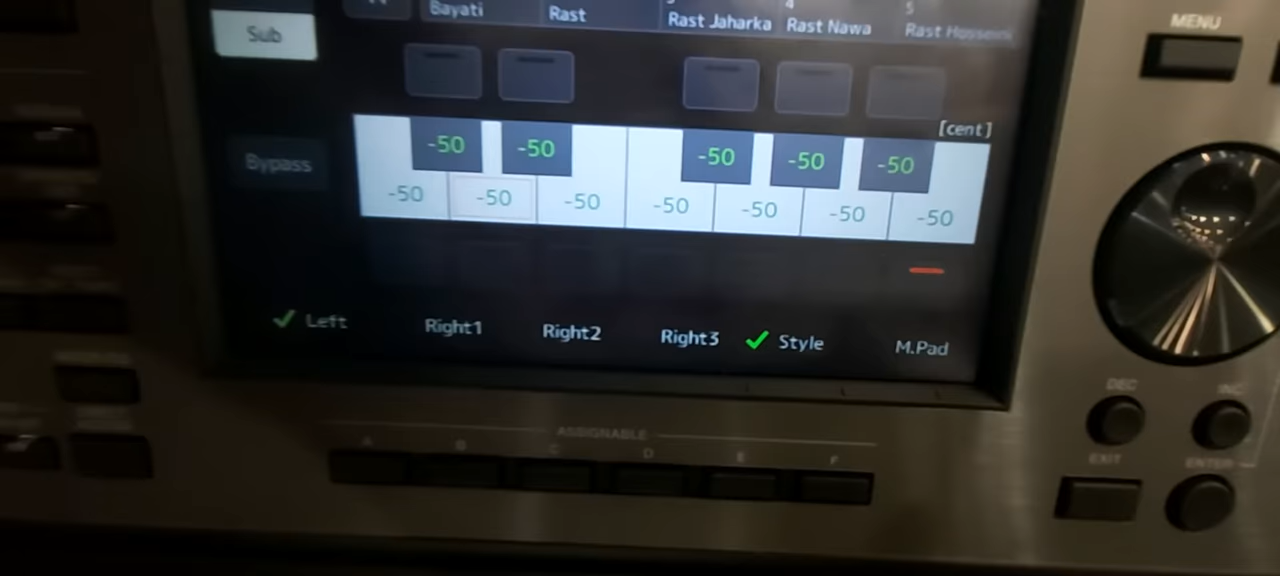 Bayati
Rast
Rast Jaharka
4
Rast Nawa
5
Rast Hosseini
MENU
Sub
[cent]
-50
-50
-50
-50
-50
Bypass
-50
-50
-50
-50
-50
-50
-50
✓ Left
Right1
Right2
Right3
✓ Style
M.Pad
DEC
INC
ASSIGNABLE
A
B
C
D
E
F
EXIT
ENTER